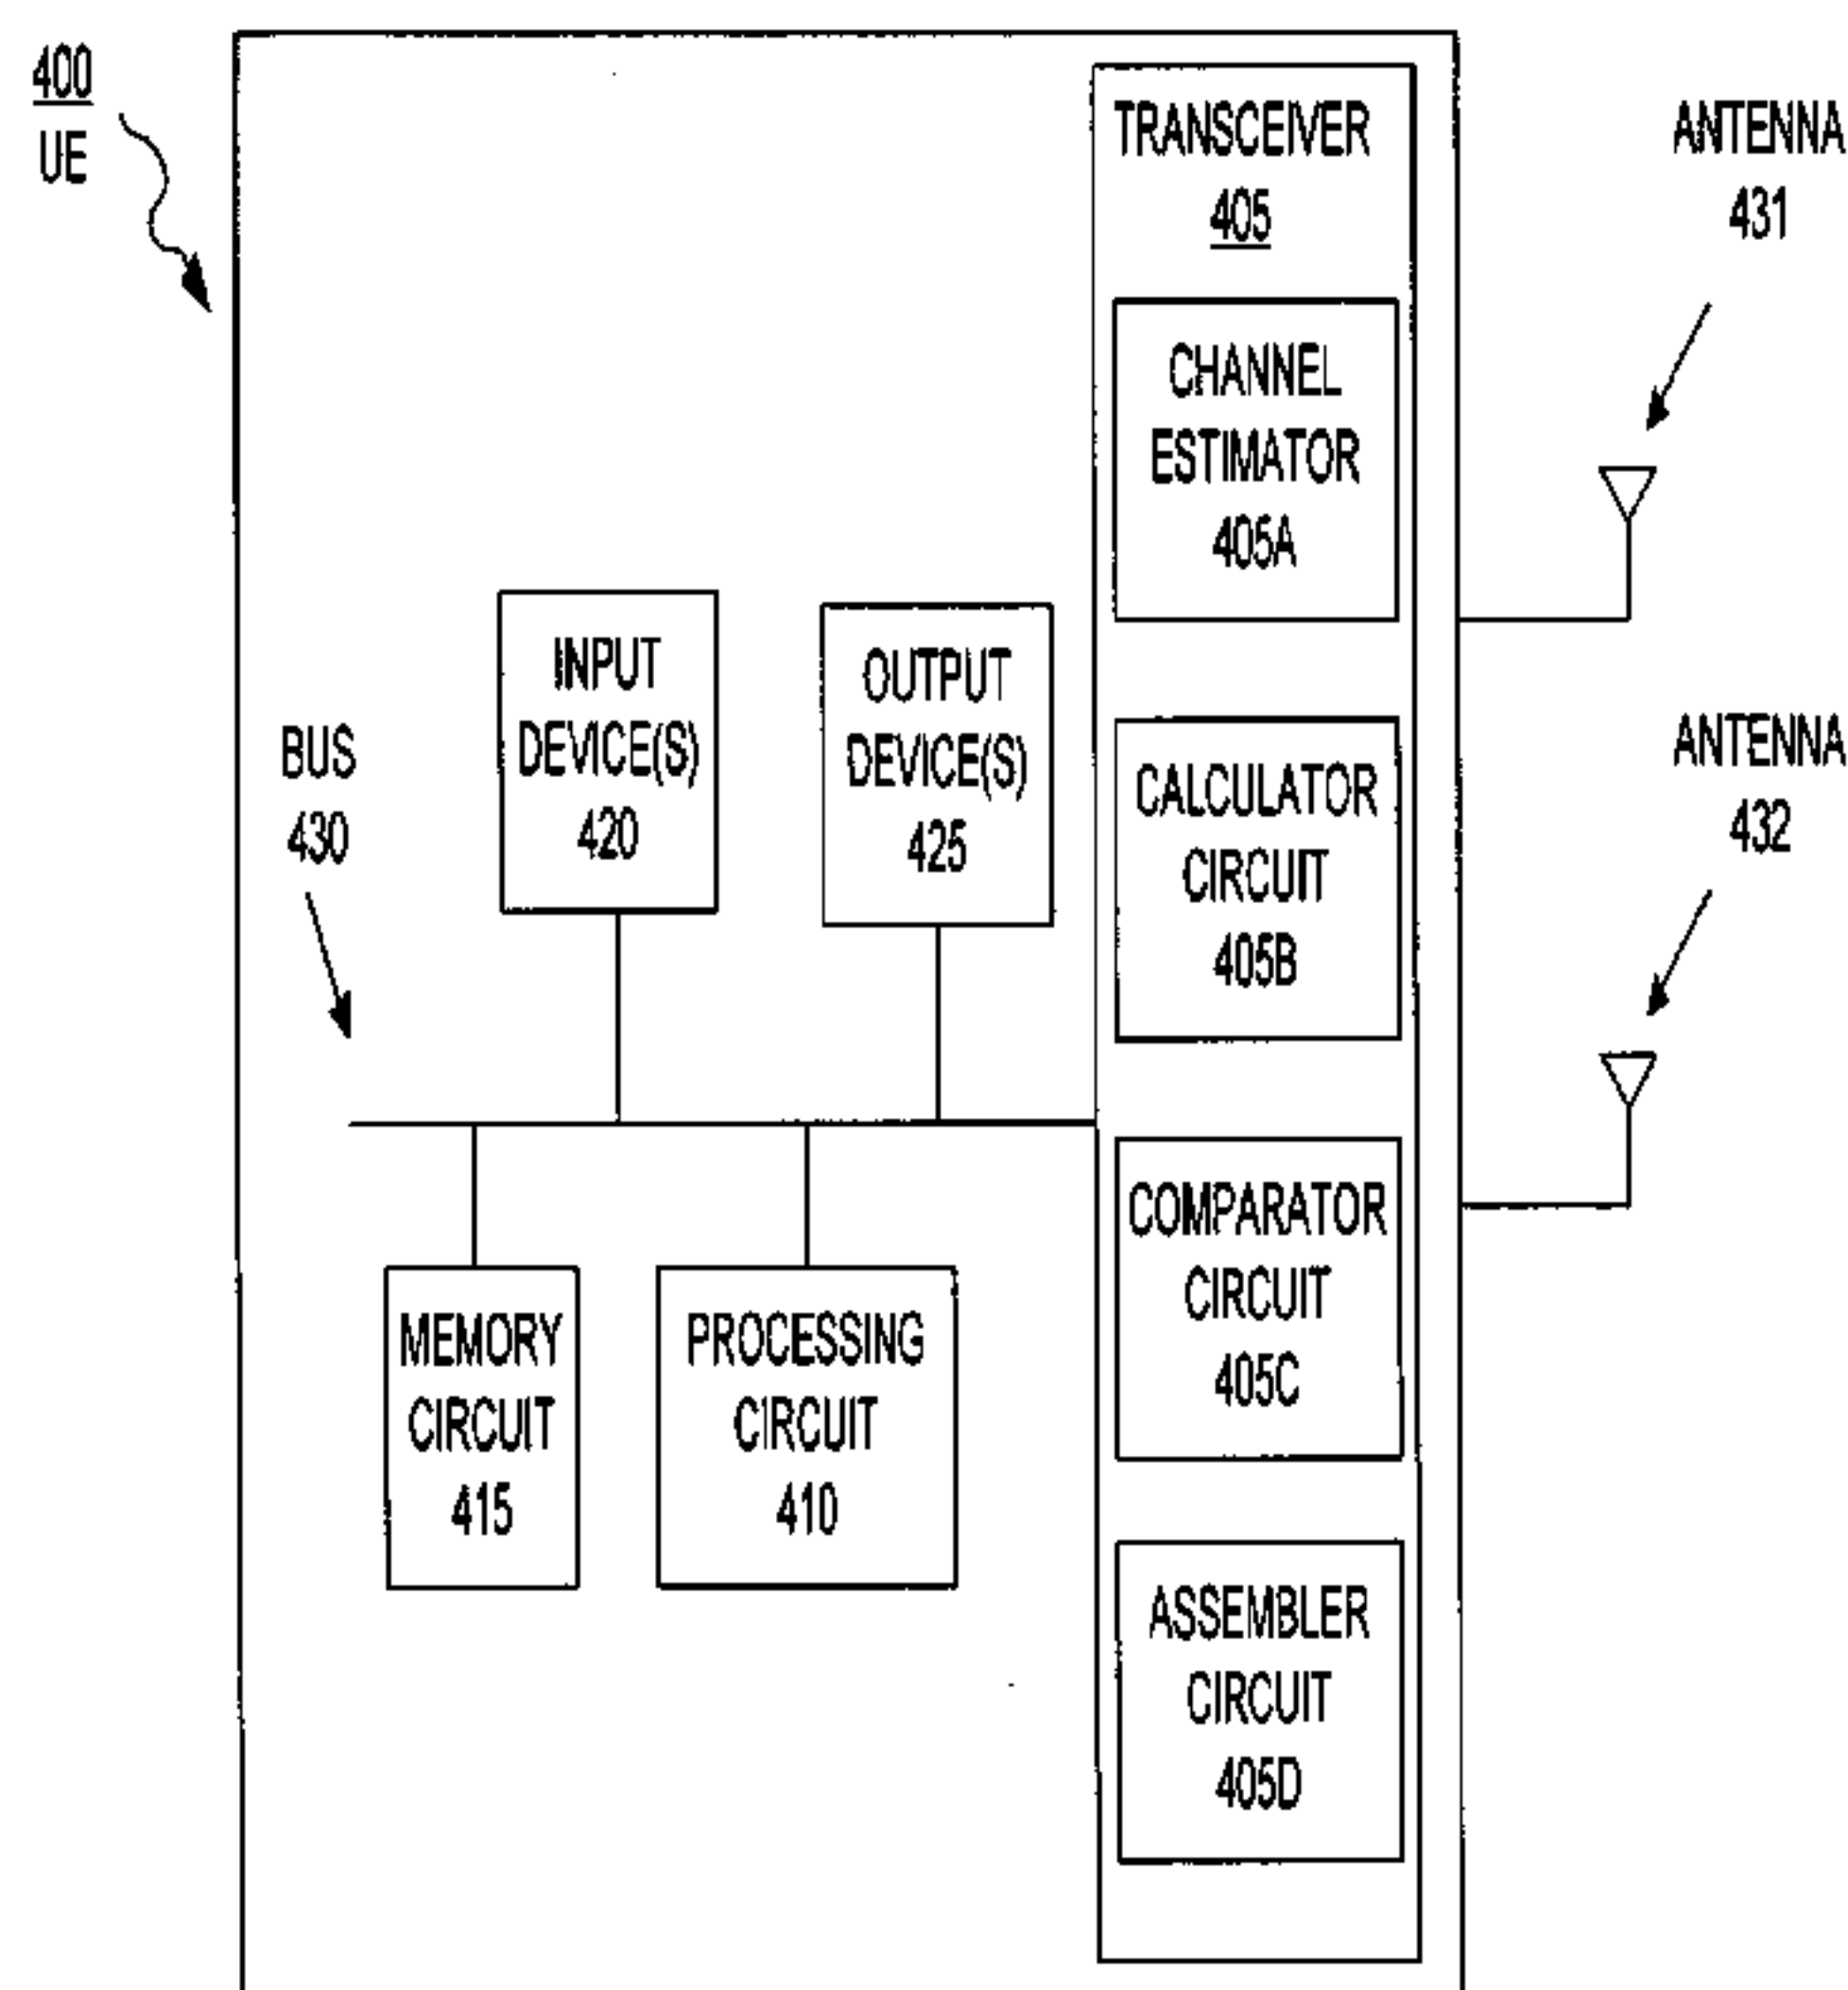 400
UE
TRANSCEIVER
405
ANTENNA
431
CHANNEL
ESTIMATOR
405A
INPUT
DEVICE(S)
420
OUTPUT
DEVICE(S)
425
BUS
430
CALCULATOR
CIRCUIT
405B
ANTENNA
432
COMPARATOR
CIRCUIT
405C
MEMORY
CIRCUIT
415
PROCESSING
CIRCUIT
410
ASSEMBLER
CIRCUIT
405D